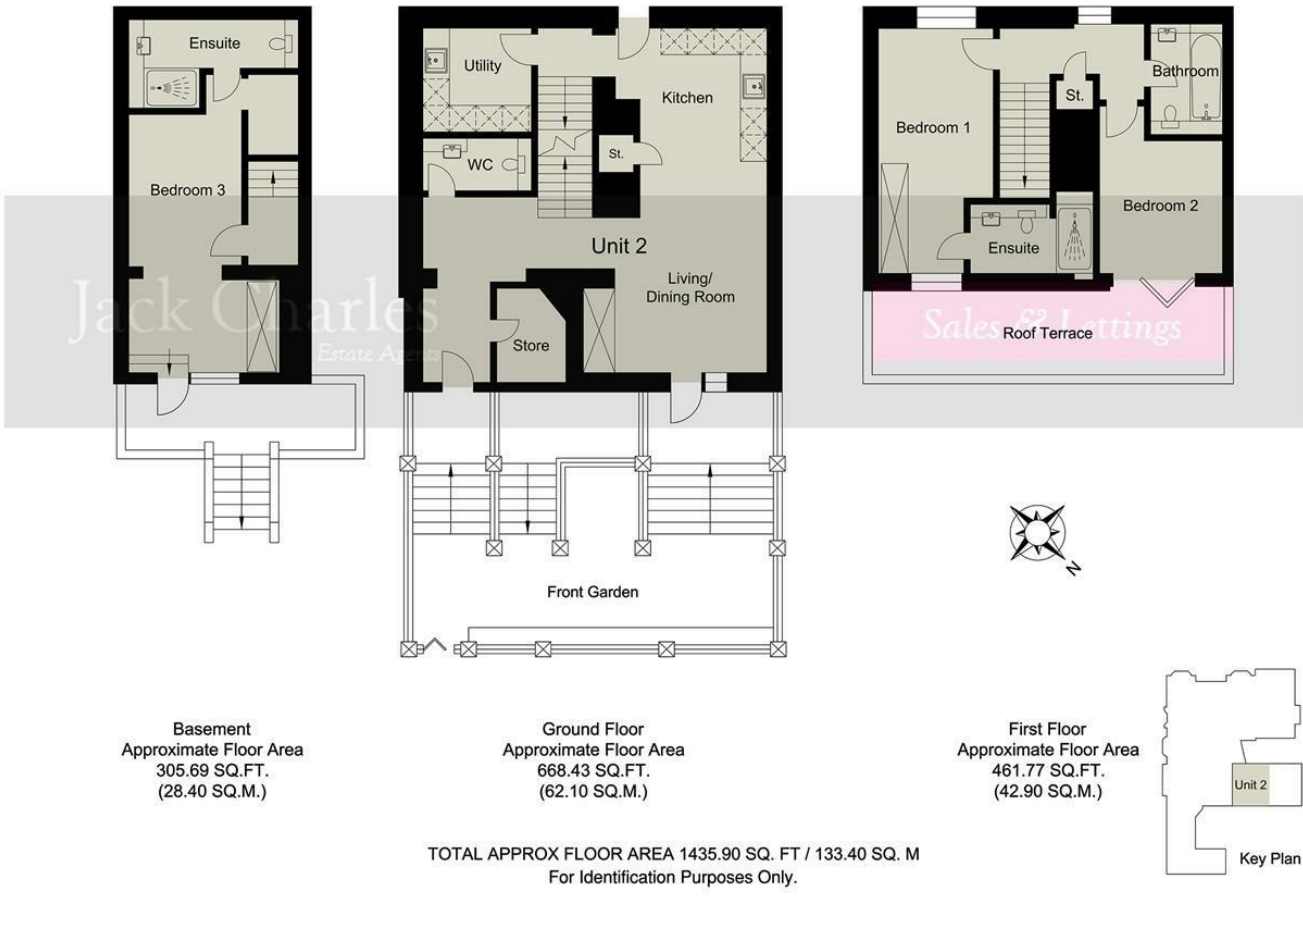 Ensuite
Bedroom 3
Utility
WC
St.
Kitchen
Unit 2
Living/
Dining Room
Store
Front Garden
Bedroom 1
St.
Bathroom
Bedroom 2
Ensuite
Roof Terrace
Jack Charles
Estate Agents
Sales & Lettings
N
Basement
Approximate Floor Area
305.69 SQ.FT.
(28.40 SQ.M.)
Ground Floor
Approximate Floor Area
668.43 SQ.FT.
(62.10 SQ.M.)
First Floor
Approximate Floor Area
461.77 SQ.FT.
(42.90 SQ.M.)
Unit 2
Key Plan
TOTAL APPROX FLOOR AREA 1435.90 SQ. FT / 133.40 SQ. M
For Identification Purposes Only.